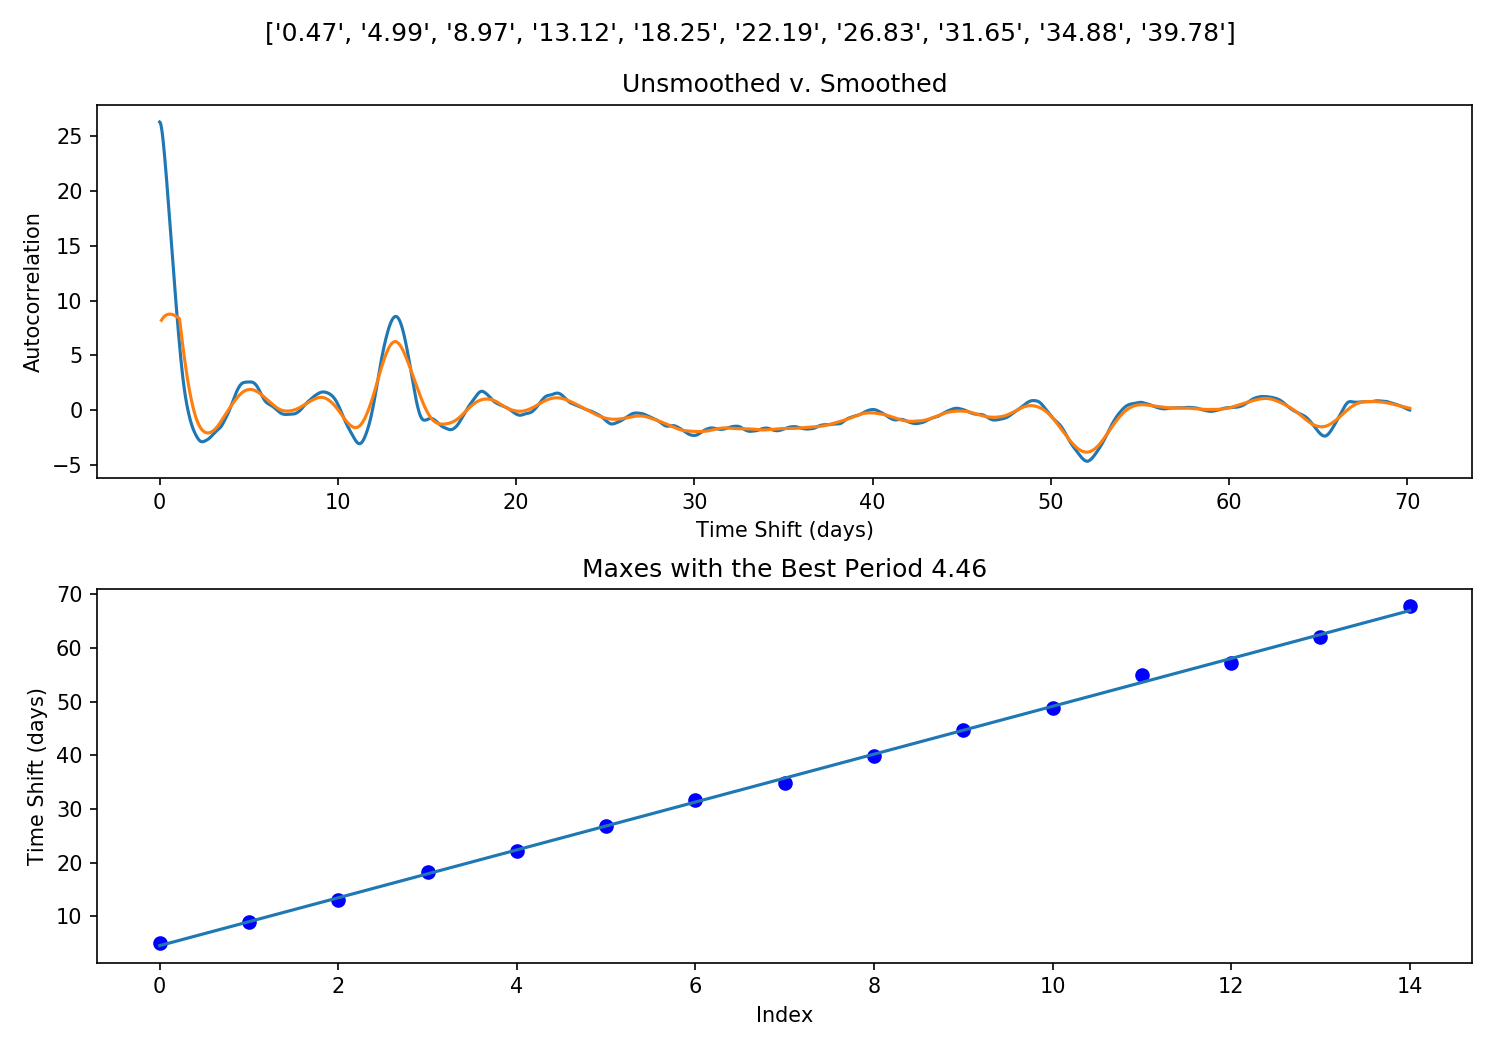 ['0.47', '4.99', '8.97', '13.12', '18.25', '22.19', '26.83', '31.65', '34.88', '39.78']
Unsmoothed v. Smoothed
25
20
15
10
5
0
−5
Autocorrelation
0 10 20 30 40 50 60 70
Time Shift (days)
Maxes with the Best Period 4.46
70
60
50
40
30
20
10
Time Shift (days)
0 2 4 6 8 10 12 14
Index